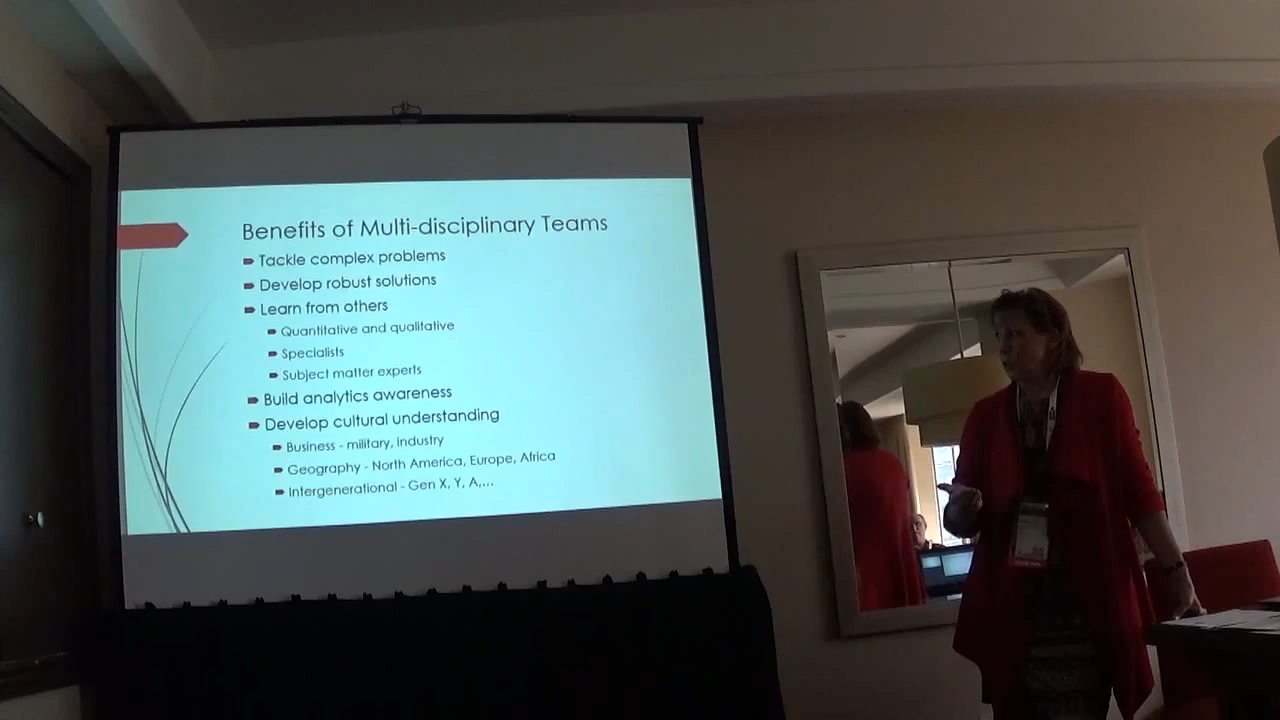 Benefits of Multi-disciplinary Teams
Tackle complex problems
Develop robust solutions
Learn from others
Quantitative and qualitative
Specialists
Subject matter experts
Build analytics awareness
Develop cultural understanding
Business - military, industry
Geography - North America, Europe, Africa
Intergenerational - Gen X, Y, A,...